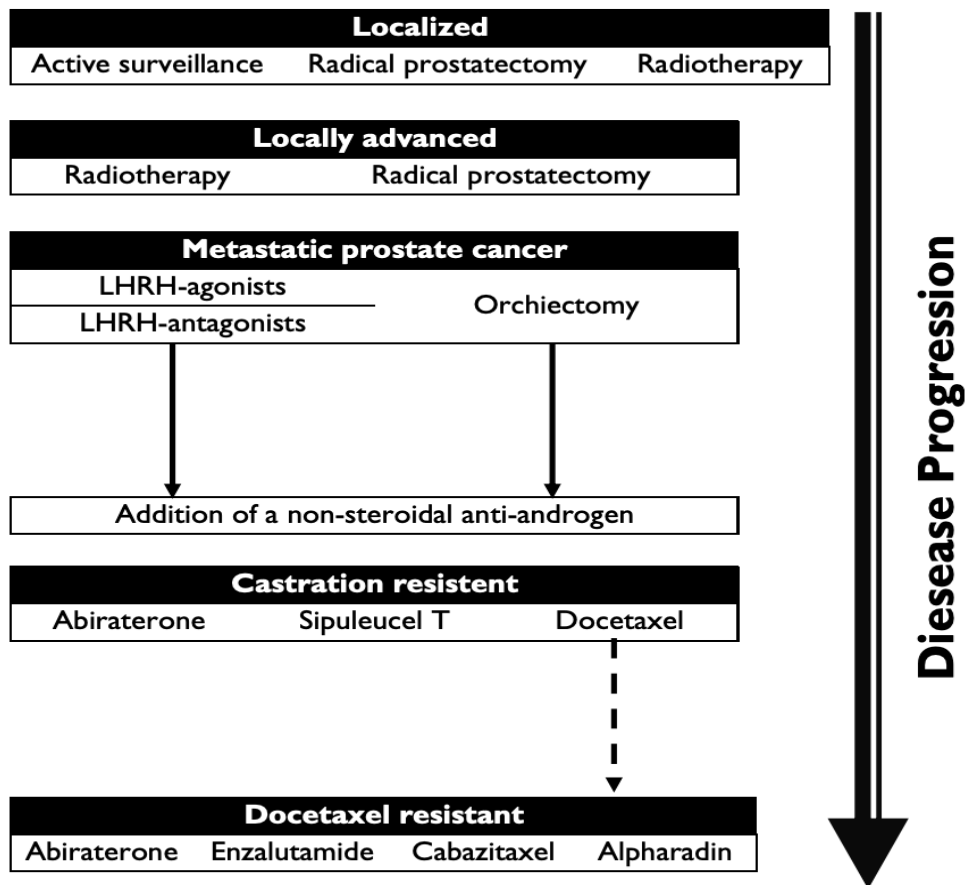 Localized
Active surveillance Radical prostatectomy Radiotherapy
Locally advanced
Radiotherapy Radical prostatectomy
Metastatic prostate cancer
LHRH-agonists
Orchiectomy
LHRH-antagonists
Addition of a non-steroidal anti-androgen
Castration resistent
Abiraterone Sipuleucel T Docetaxel
Docetaxel resistant
Abiraterone Enzalutamide Cabazitaxel Alpharadin
Diesease Progression